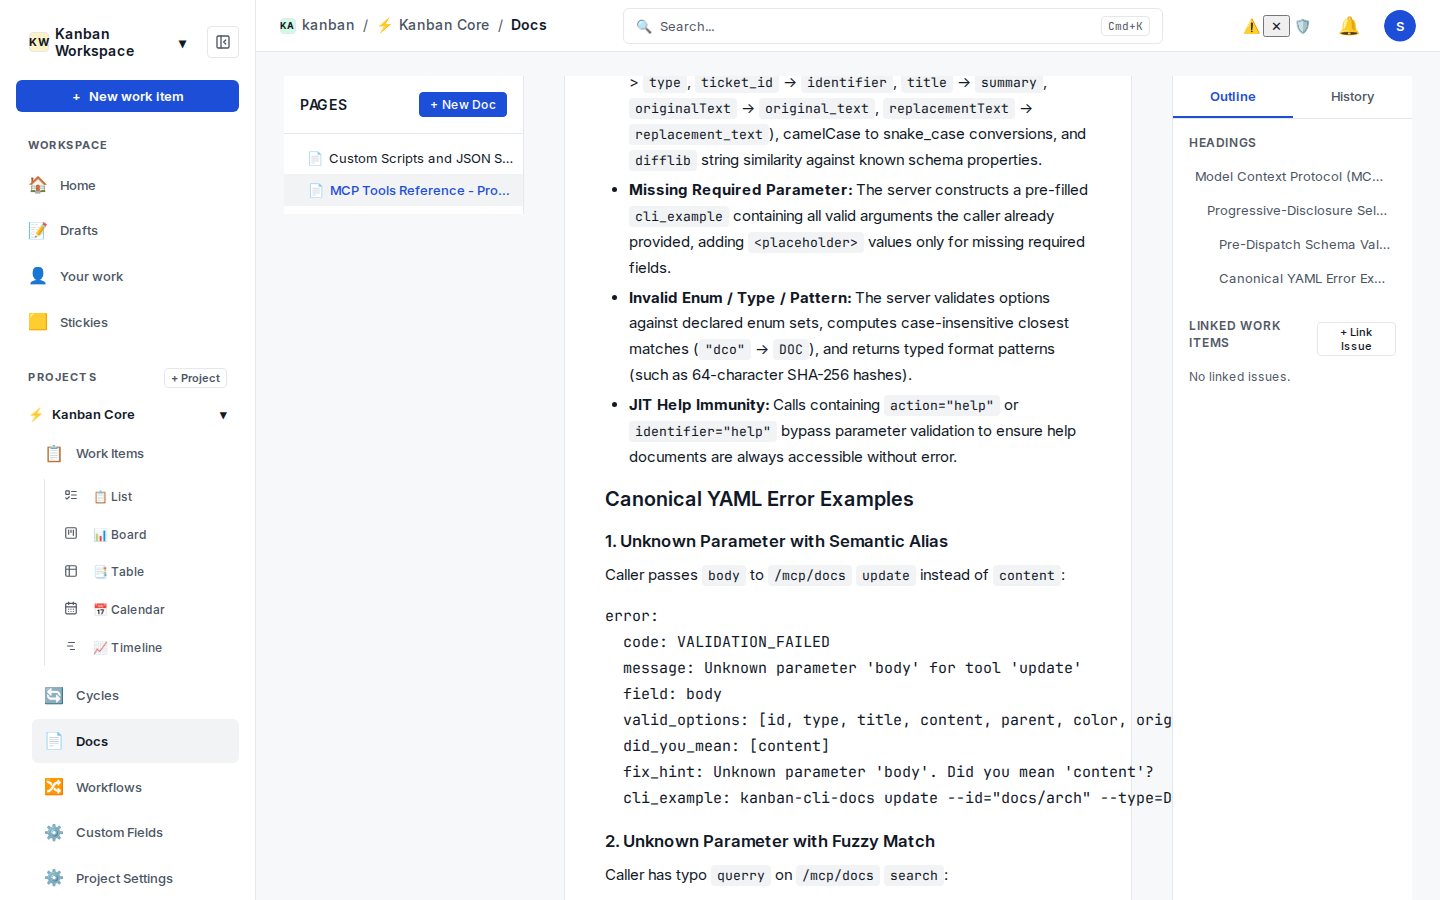 KW Kanban Workspace ▼
+ New work item
WORKSPACE
🏠 Home
📝 Drafts
👤 Your work
🟨 Stickies
PROJECTS + Project
⚡ Kanban Core ▼
📋 Work Items
📋 List
📊 Board
📑 Table
📅 Calendar
📈 Timeline
🔄 Cycles
📄 Docs
🔀 Workflows
⚙️ Custom Fields
⚙️ Project Settings
KA kanban / ⚡ Kanban Core / Docs
🔍 Search... Cmd+K
⚠️ ✕ 🛡️ 🔔 S
PAGES + New Doc
📄 Custom Scripts and JSON S...
📄 MCP Tools Reference - Pro...
> type, ticket_id → identifier, title → summary,
originalText → original_text, replacementText →
replacement_text), camelCase to snake_case conversions, and
difflib string similarity against known schema properties.
• Missing Required Parameter: The server constructs a pre-filled
cli_example containing all valid arguments the caller already
provided, adding <placeholder> values only for missing required
fields.
• Invalid Enum / Type / Pattern: The server validates options
against declared enum sets, computes case-insensitive closest
matches ("dco" → DOC), and returns typed format patterns
(such as 64-character SHA-256 hashes).
• JIT Help Immunity: Calls containing action="help" or
identifier="help" bypass parameter validation to ensure help
documents are always accessible without error.
Canonical YAML Error Examples
1. Unknown Parameter with Semantic Alias
Caller passes body to /mcp/docs update instead of content:
error:
  code: VALIDATION_FAILED
  message: Unknown parameter 'body' for tool 'update'
  field: body
  valid_options: [id, type, title, content, parent, color, orig
  did_you_mean: [content]
  fix_hint: Unknown parameter 'body'. Did you mean 'content'?
  cli_example: kanban-cli-docs update --id="docs/arch" --type=D
2. Unknown Parameter with Fuzzy Match
Caller has typo querry on /mcp/docs search:
Outline History
HEADINGS
Model Context Protocol (MC...
Progressive-Disclosure Sel...
Pre-Dispatch Schema Val...
Canonical YAML Error Ex...
LINKED WORK ITEMS + Link Issue
No linked issues.